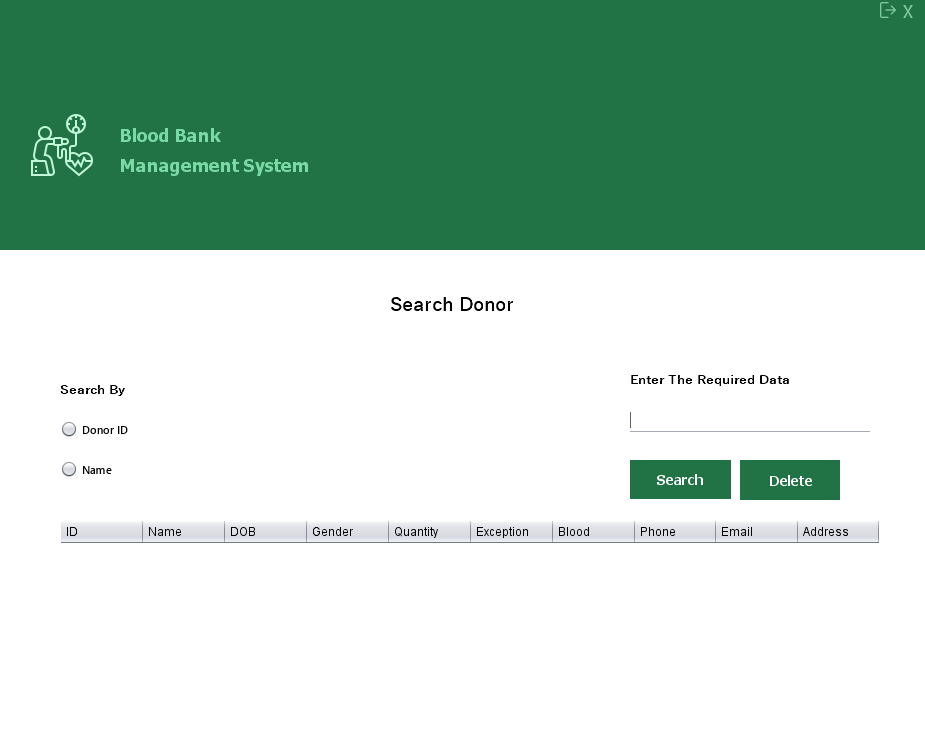 X
Blood Bank
Management System
Search Donor
Search By
Enter The Required Data
Donor ID
Name
Search Delete
ID Name DOB Gender Quantity Exception Blood Phone Email Address